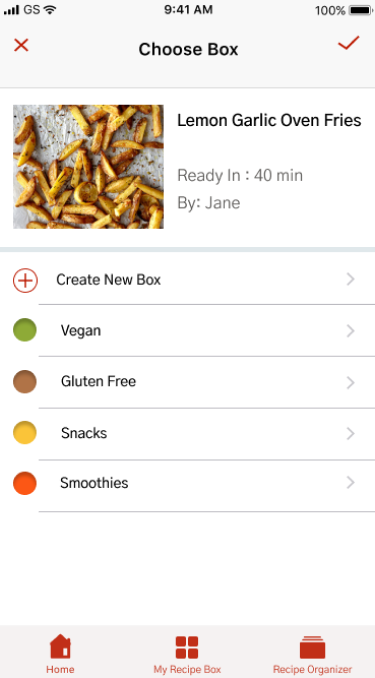 GS 9:41 AM 100%
Choose Box
Lemon Garlic Oven Fries
Ready In : 40 min
By: Jane
Create New Box
Vegan
Gluten Free
Snacks
Smoothies
Home My Recipe Box Recipe Organizer